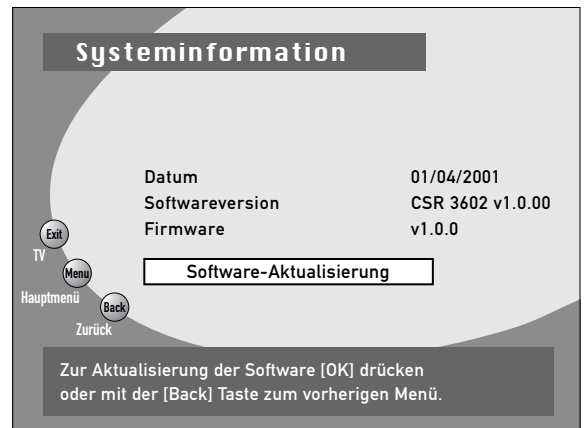 Systeminformation
Datum 01/04/2001
Softwareversion CSR 3602 v1.0.00
Firmware v1.0.0
Exit
TV
Software-Aktualisierung
Menu
Hauptmenü
Back
Zurück
Zur Aktualisierung der Software [OK] drücken
oder mit der [Back] Taste zum vorherigen Menü.